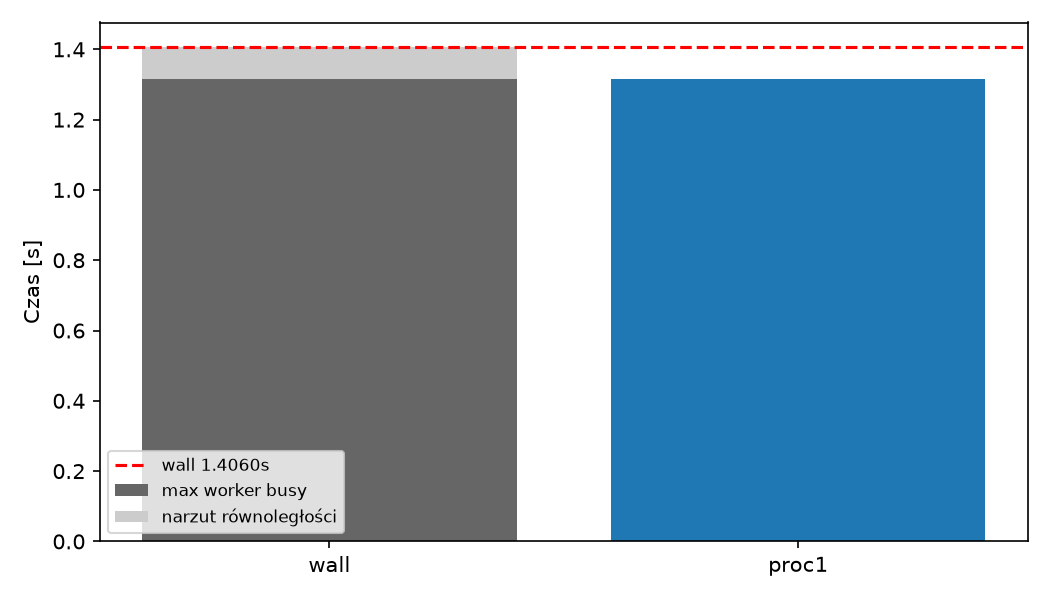 Czas [s]
1.4
1.2
1.0
0.8
0.6
0.4
0.2
0.0
wall 1.4060s
max worker busy
narzut równoległości
wall
proc1